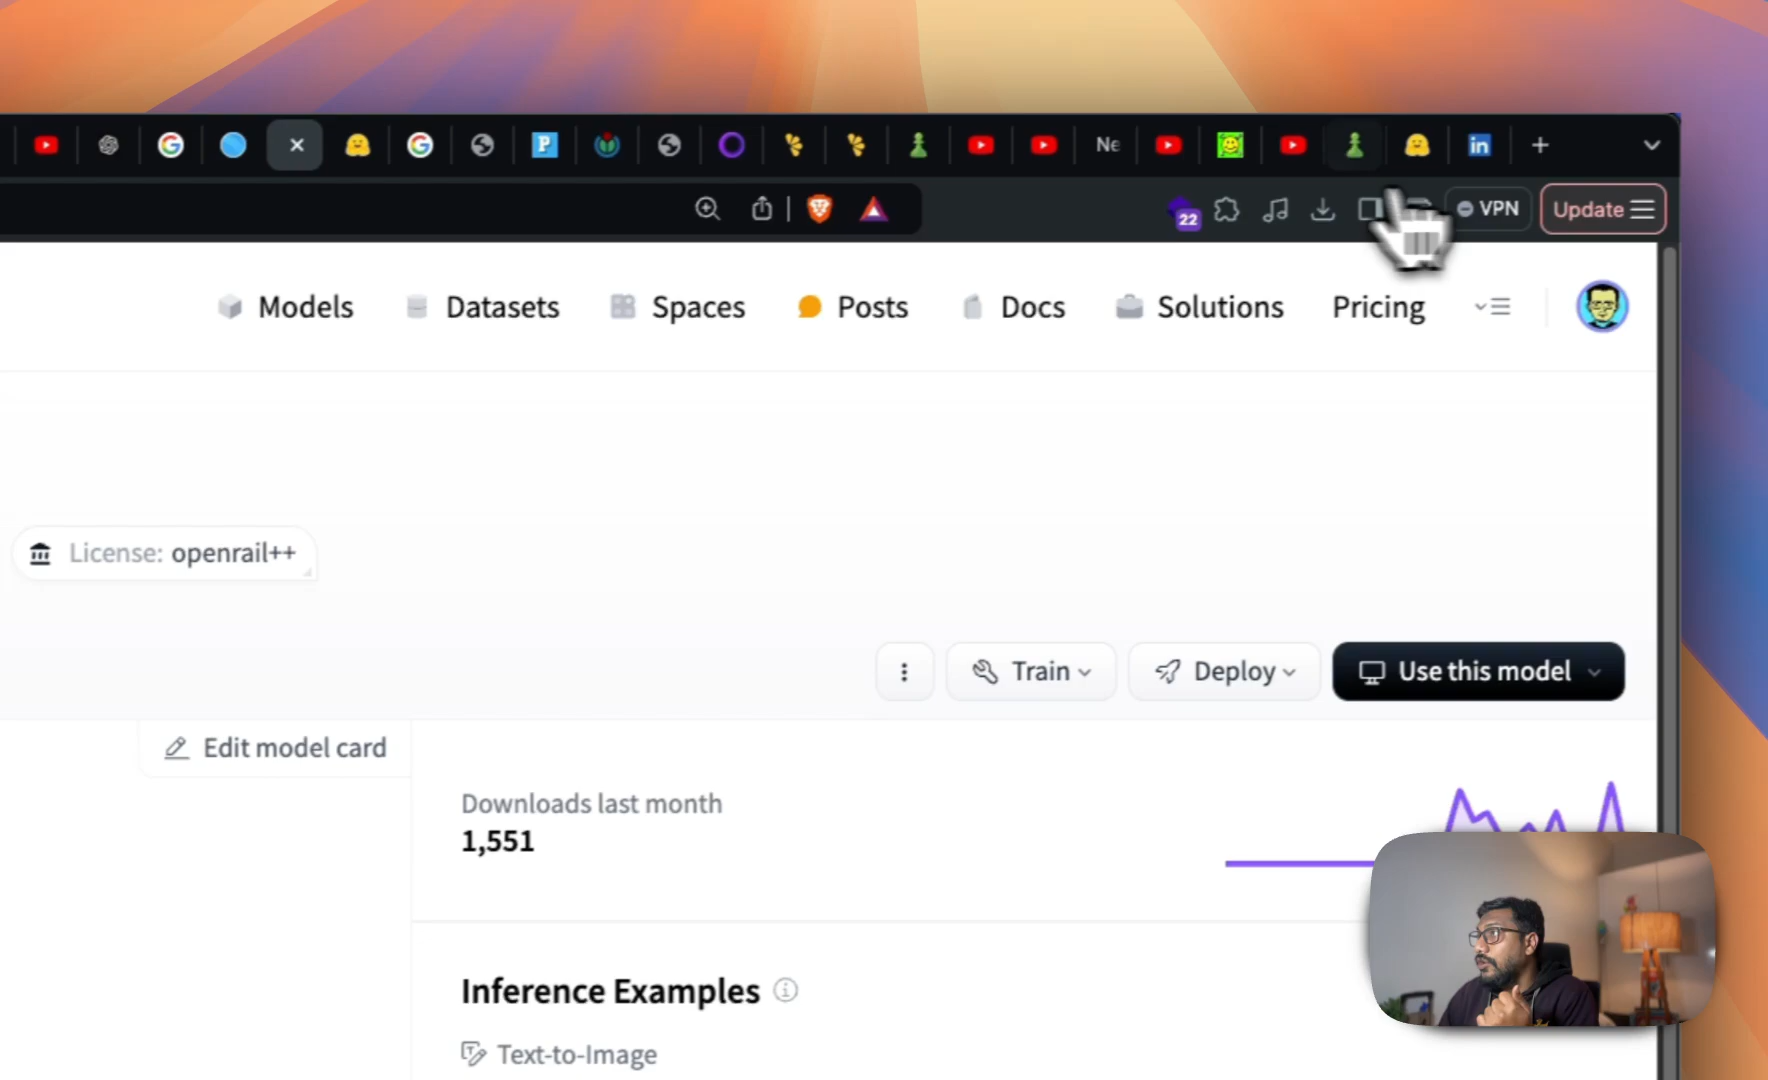 Ne
22
VPN
Update
Models
Datasets
Spaces
Posts
Docs
Solutions
Pricing
License: openrail++
Train
Deploy
Use this model
Edit model card
Downloads last month
1,551
Inference Examples
Text-to-Image